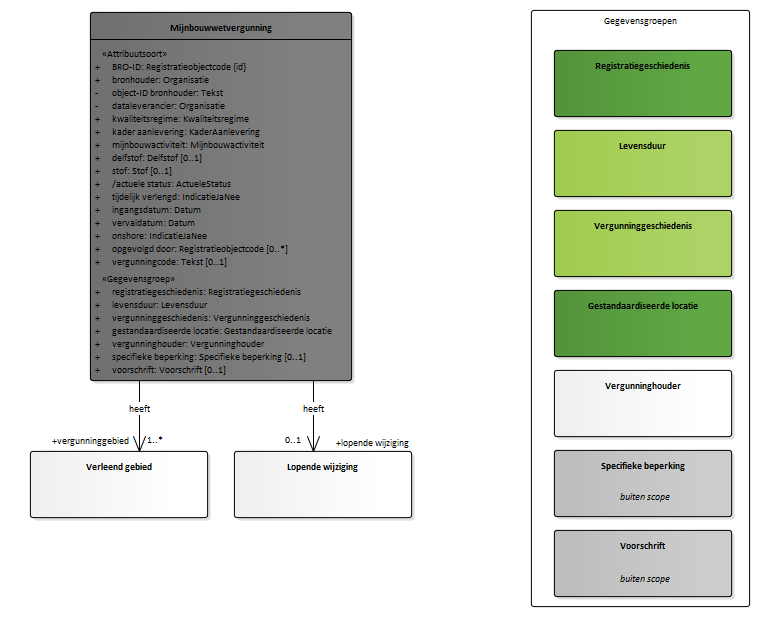 Mijnbouwwetvergunning
«Attribuutsoort»
+ BRO-ID: Registratieobjectcode {id}
+ bronhouder: Organisatie
- object-ID bronhouder: Tekst
- dataleverancier: Organisatie
+ kwaliteitsregime: Kwaliteitsregime
+ kader aanlevering: KaderAanlevering
+ mijnbouwactiviteit: Mijnbouwactiviteit
+ delfstof: Delfstof [0..1]
+ stof: Stof [0..1]
+ /actuele status: ActueleStatus
+ tijdelijk verlengd: IndicatieJaNee
+ ingangsdatum: Datum
+ vervaldatum: Datum
+ onshore: IndicatieJaNee
+ opgevolgd door: Registratieobjectcode [0..*]
+ vergunningcode: Tekst [0..1]
«Gegevensgroep»
+ registratiegeschiedenis: Registratiegeschiedenis
+ levensduur: Levensduur
+ vergunninggeschiedenis: Vergunninggeschiedenis
+ gestandaardiseerde locatie: Gestandaardiseerde locatie
+ vergunninghouder: Vergunninghouder
+ specifieke beperking: Specifieke beperking [0..1]
+ voorschrift: Voorschrift [0..1]
heeft
heeft
+vergunninggebied 1..*
0..1 +lopende wijziging
Verleend gebied
Lopende wijziging
Gegevensgroepen
Registratiegeschiedenis
Levensduur
Vergunninggeschiedenis
Gestandaardiseerde locatie
Vergunninghouder
Specifieke beperking
buiten scope
Voorschrift
buiten scope